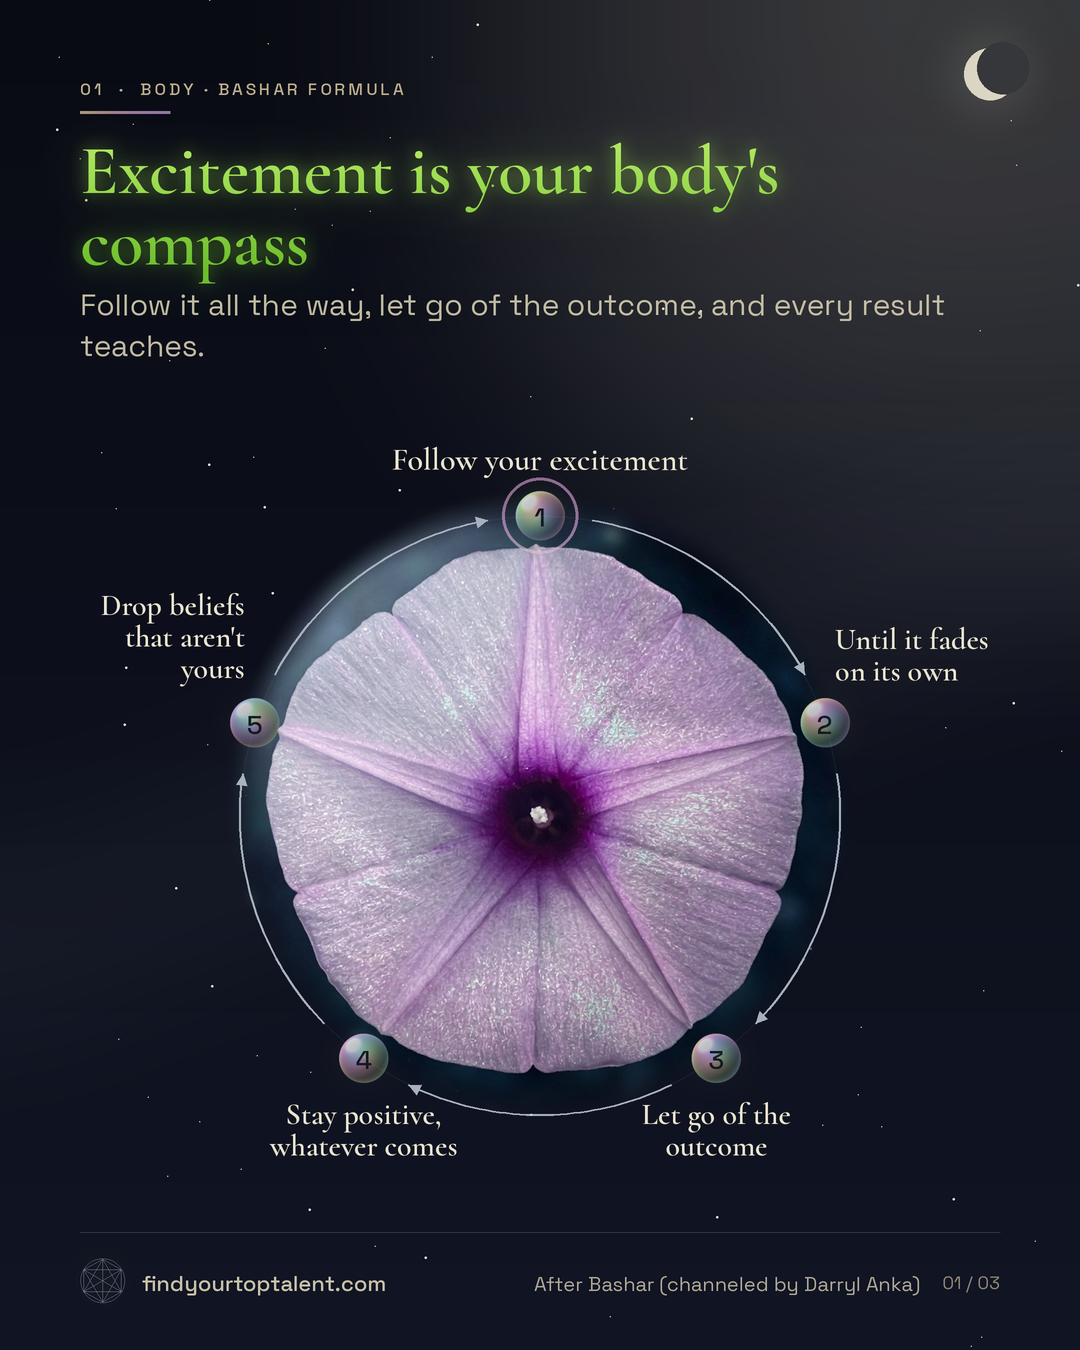 01 · BODY · BASHAR FORMULA
Excitement is your body's
compass
Follow it all the way, let go of the outcome, and every result
teaches.
Follow your excitement
1
Drop beliefs
that aren't
yours
Until it fades
on its own
5
2
4
3
Stay positive,
whatever comes
Let go of the
outcome
findyourtoptalent.com
After Bashar (channeled by Darryl Anka)
01 / 03